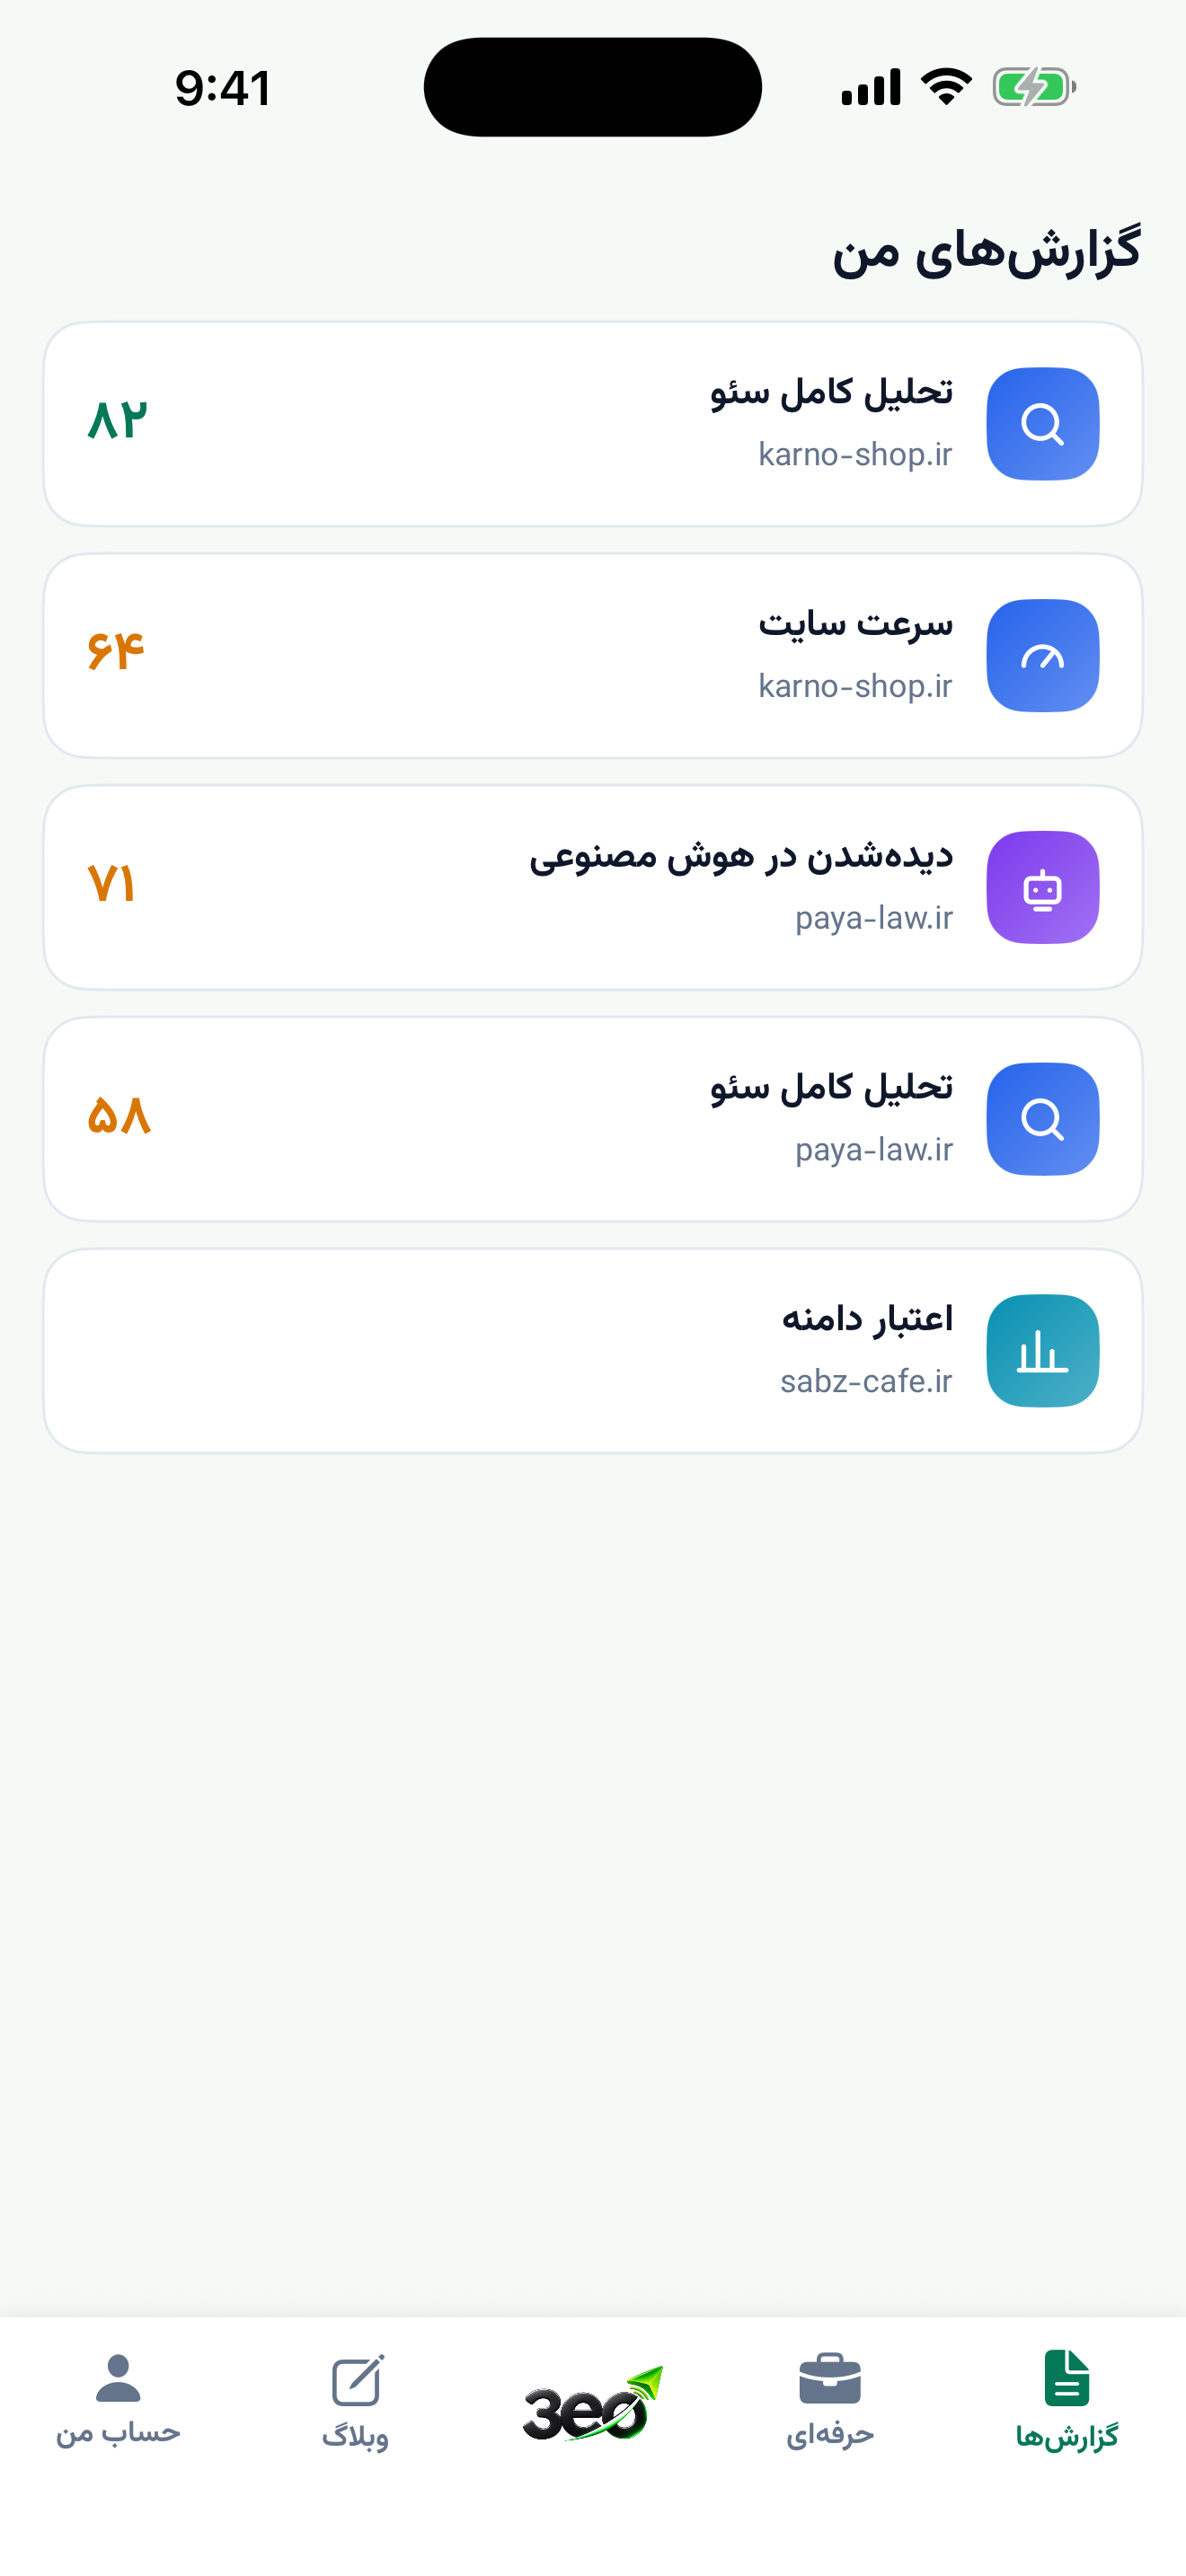 9:41
گزارش‌های من
تحلیل کامل سئو
karno-shop.ir
۸۲
سرعت سایت
karno-shop.ir
۶۴
دیده‌شدن در هوش مصنوعی
paya-law.ir
۷۱
تحلیل کامل سئو
paya-law.ir
۵۸
اعتبار دامنه
sabz-cafe.ir
گزارش‌ها
حرفه‌ای
3eo
وبلاگ
حساب من